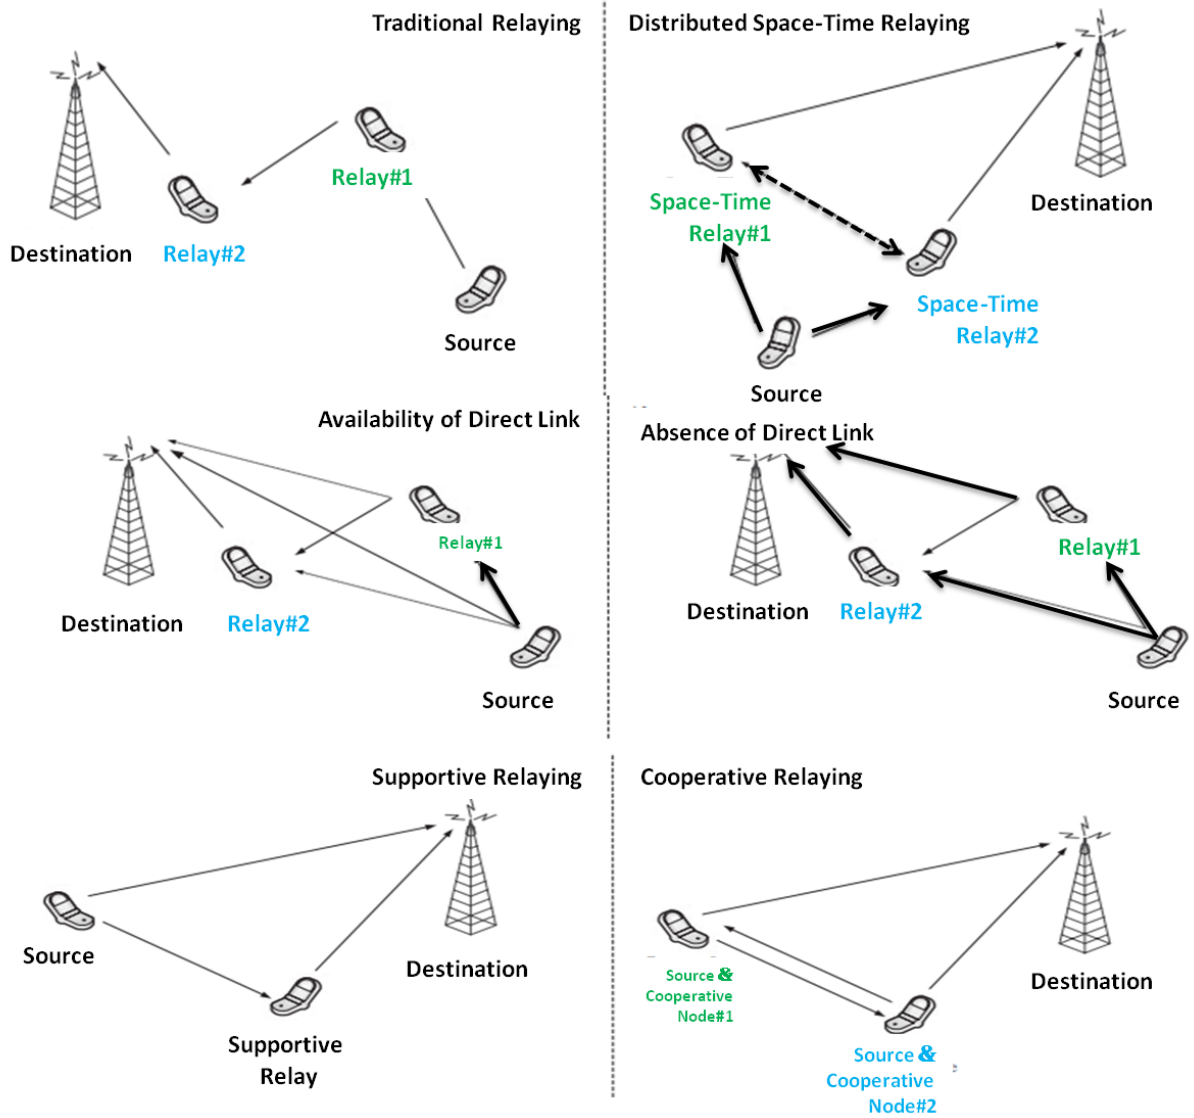 Traditional Relaying
Relay#1
Destination
Relay#2
Source
Distributed Space-Time Relaying
Destination
Space-Time
Relay#1
Space-Time
Relay#2
Source
Availability of Direct Link
Relay#1
Destination
Relay#2
Source
Absence of Direct Link
Relay#1
Destination
Relay#2
Source
Supportive Relaying
Source
Destination
Supportive
Relay
Cooperative Relaying
Source &
Cooperative
Node#1
Destination
Source &
Cooperative
Node#2